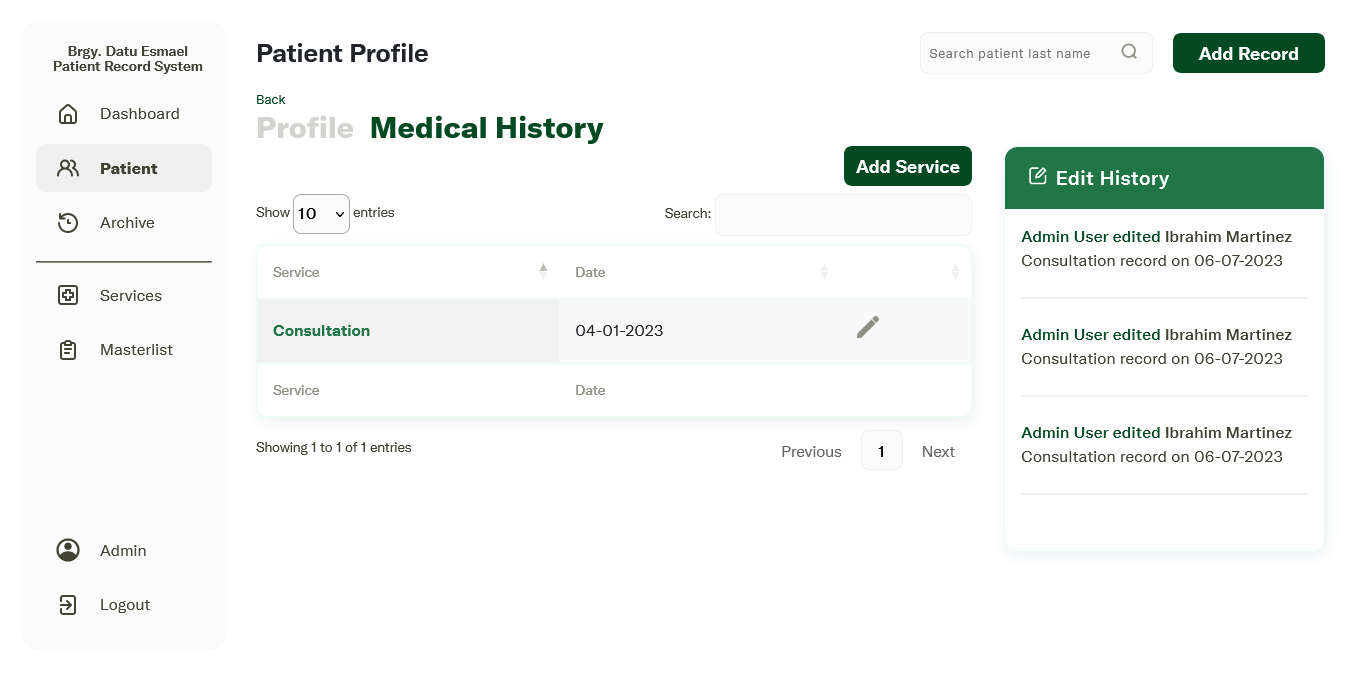 Brgy. Datu Esmael
Patient Record System
Dashboard
Patient
Archive
Services
Masterlist
Admin
Logout
Patient Profile
Search patient last name
Add Record
Back
Profile Medical History
Add Service
Show 10 entries
Search:
Service Date
Consultation 04-01-2023
Service Date
Showing 1 to 1 of 1 entries
Previous 1 Next
Edit History
Admin User edited Ibrahim Martinez
Consultation record on 06-07-2023
Admin User edited Ibrahim Martinez
Consultation record on 06-07-2023
Admin User edited Ibrahim Martinez
Consultation record on 06-07-2023